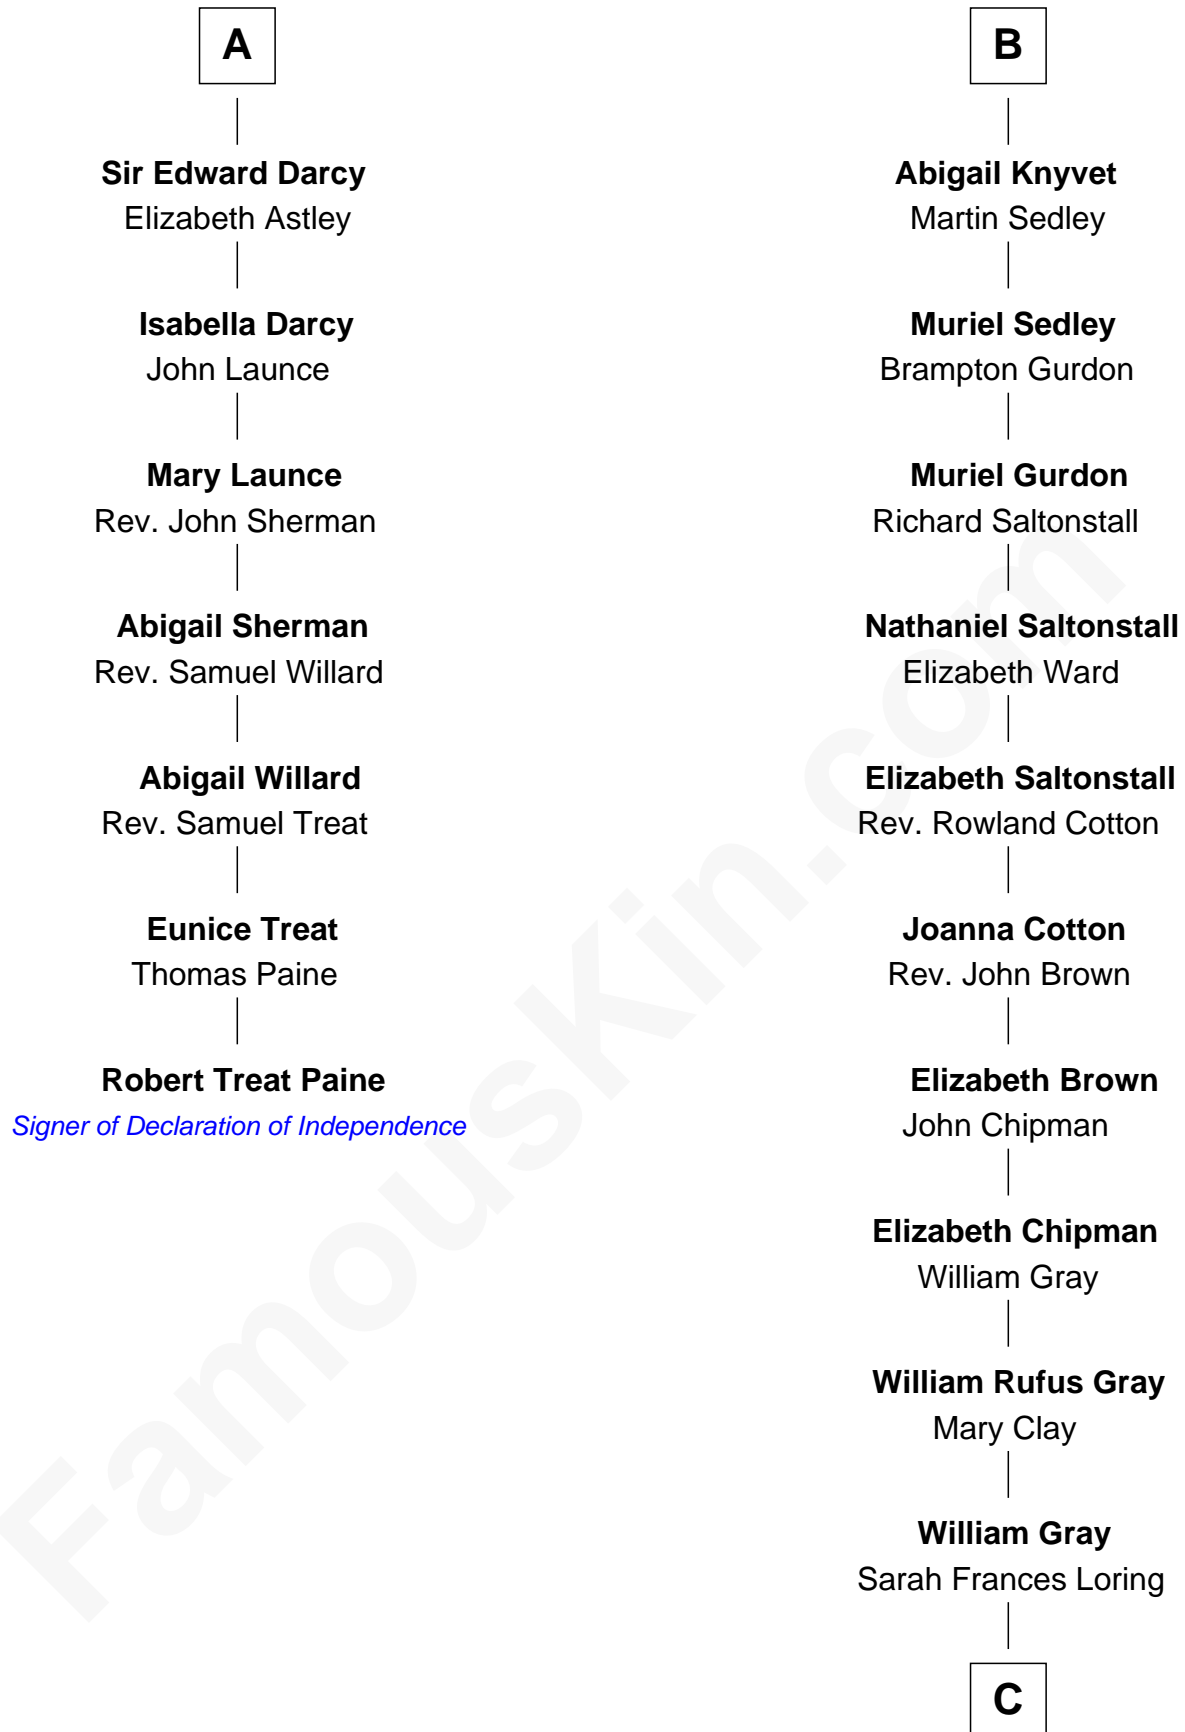 A
Sir Edward Darcy
Elizabeth Astley
Isabella Darcy
John Launce
Mary Launce
Rev. John Sherman
Abigail Sherman
Rev. Samuel Willard
Abigail Willard
Rev. Samuel Treat
Eunice Treat
Thomas Paine
Robert Treat Paine
Signer of Declaration of Independence
B
Abigail Knyvet
Martin Sedley
Muriel Sedley
Brampton Gurdon
Muriel Gurdon
Richard Saltonstall
Nathaniel Saltonstall
Elizabeth Ward
Elizabeth Saltonstall
Rev. Rowland Cotton
Joanna Cotton
Rev. John Brown
Elizabeth Brown
John Chipman
Elizabeth Chipman
William Gray
William Rufus Gray
Mary Clay
William Gray
Sarah Frances Loring
C
FamousKin.com